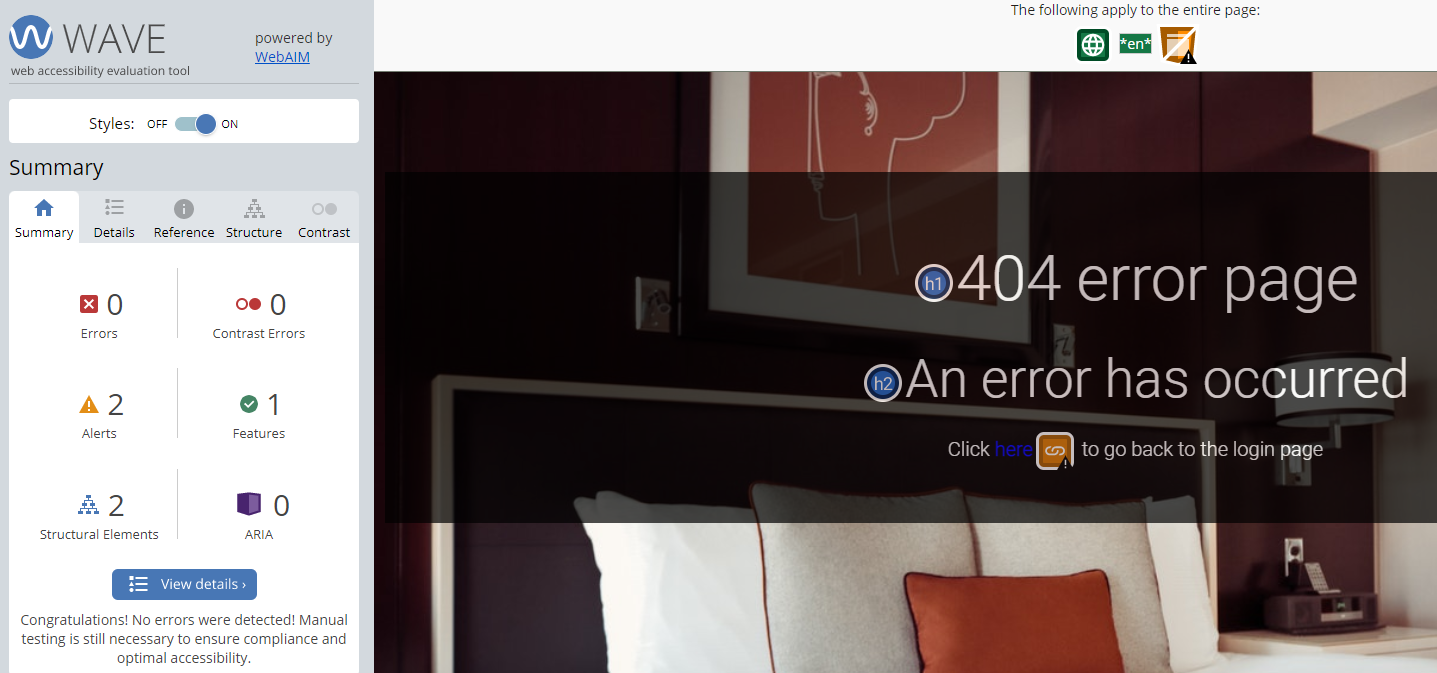 WAVE
web accessibility evaluation tool
powered by
WebAIM
Styles: OFF ON
Summary
Summary Details Reference Structure Contrast
0
Errors
0
Contrast Errors
2
Alerts
1
Features
2
Structural Elements
0
ARIA
View details ›
Congratulations! No errors were detected! Manual
testing is still necessary to ensure compliance and
optimal accessibility.
The following apply to the entire page:
*en*
h1 404 error page
h2 An error has occurred
Click here to go back to the login page